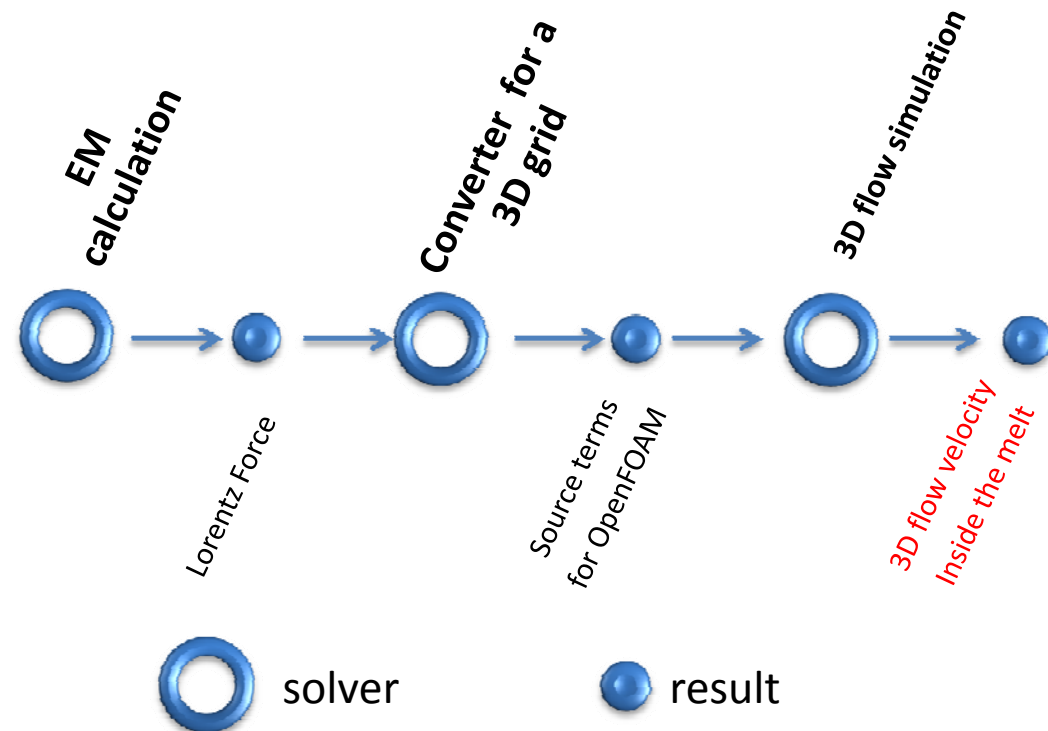 EM
calculation
Converter for a
3D grid
3D flow simulation
Lorentz Force
Source terms
for OpenFOAM
3D flow velocity
Inside the melt
solver
result